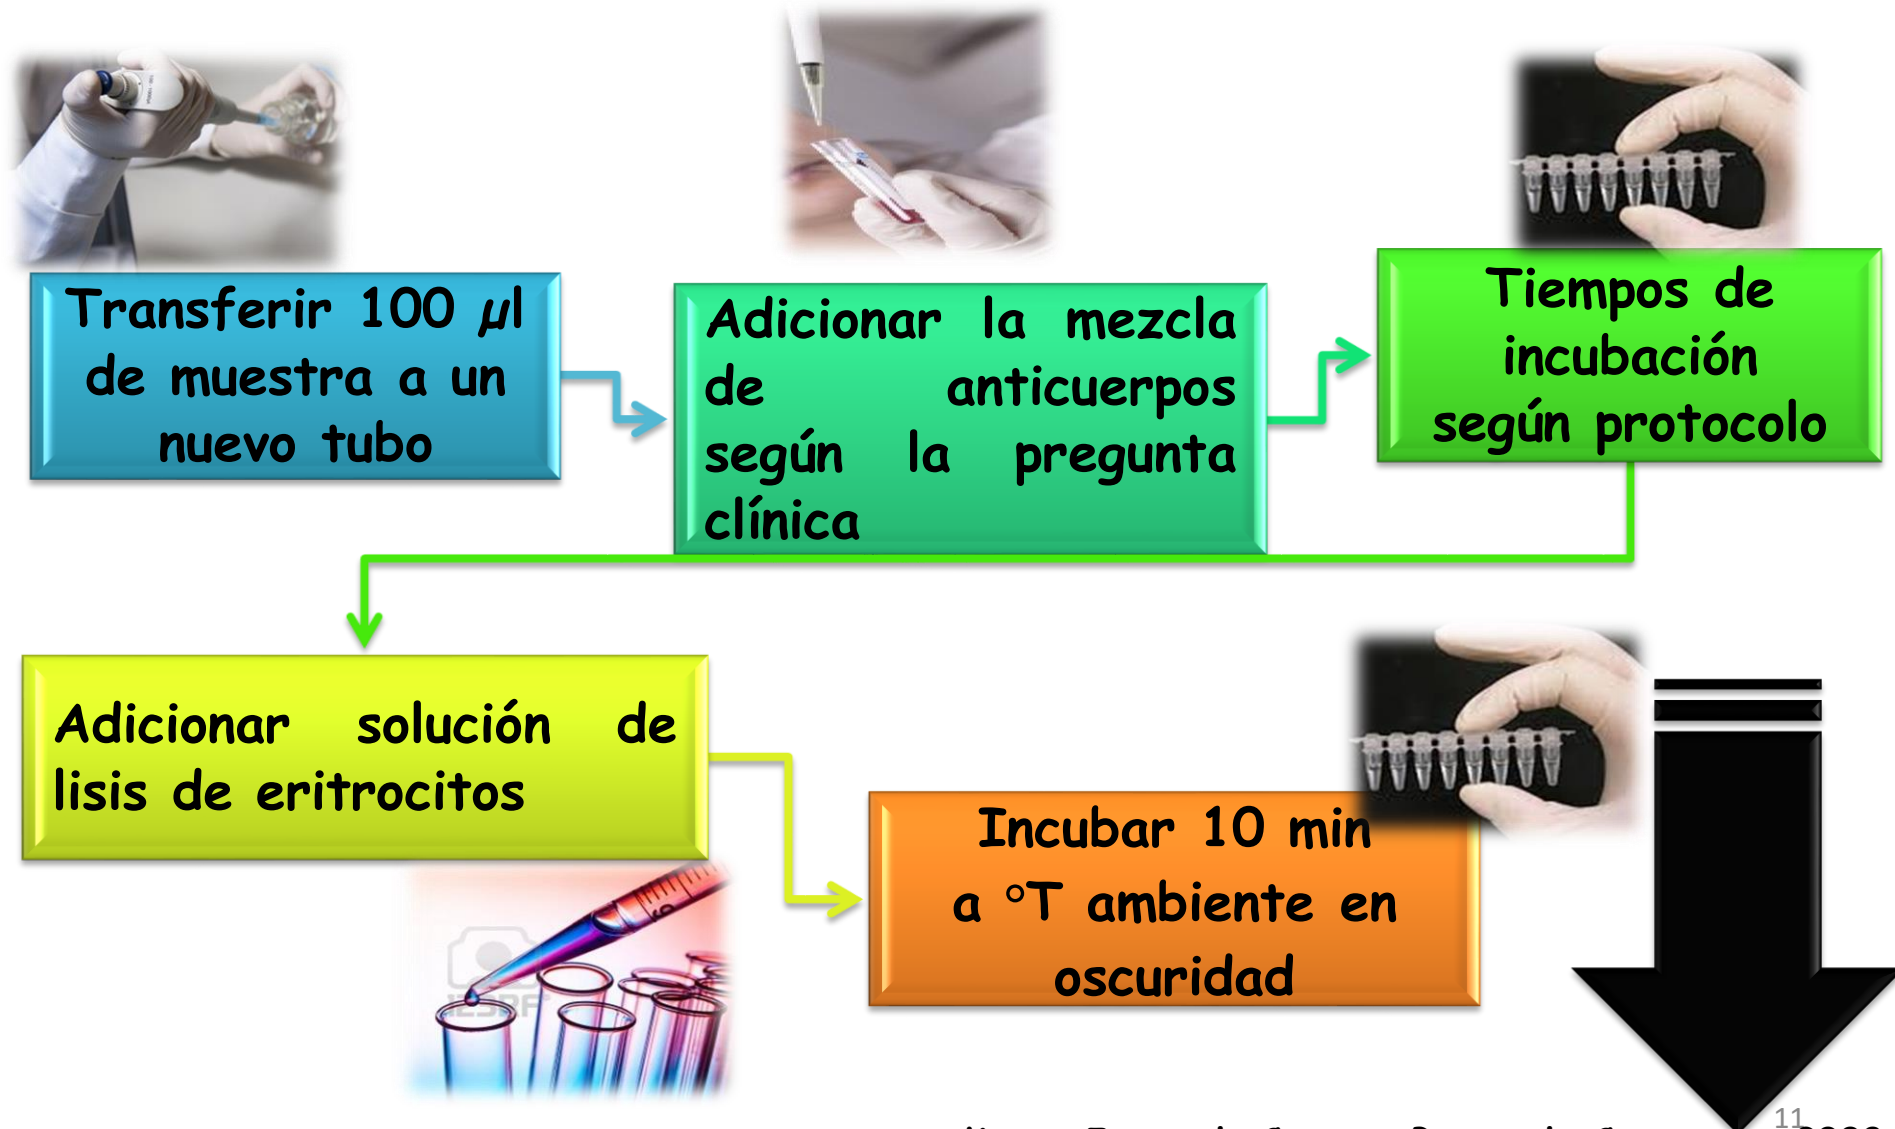 Transferir 100 µl
de muestra a un
nuevo tubo
Adicionar la mezcla
de anticuerpos
según la pregunta
clínica
Tiempos de
incubación
según protocolo
Adicionar solución de
lisis de eritrocitos
Incubar 10 min
a °T ambiente en
oscuridad
11